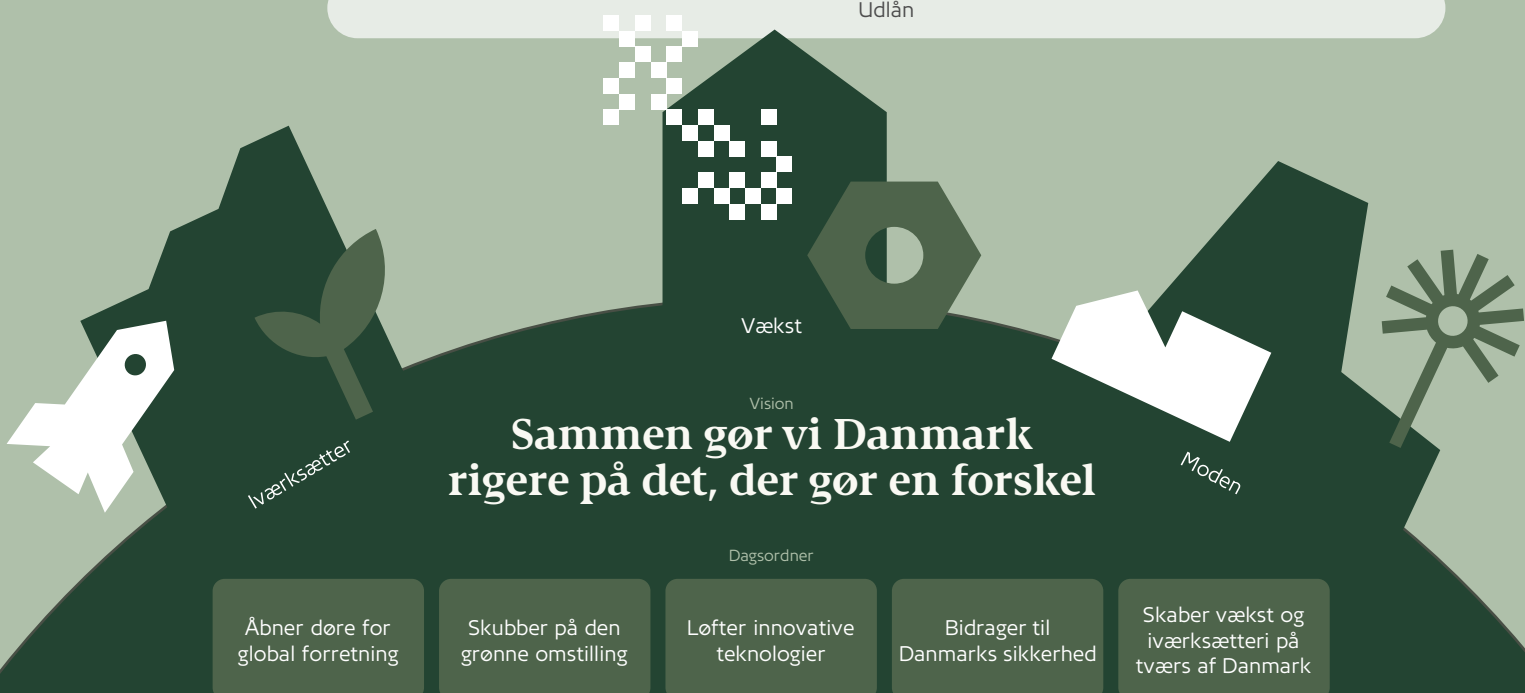 Udlån
Vækst
Vision
Sammen gør vi Danmark
rigere på det, der gør en forskel
Iværksætter
Moden
Dagsordner
Åbner døre for
global forretning
Skubber på den
grønne omstilling
Løfter innovative
teknologier
Bidrager til
Danmarks sikkerhed
Skaber vækst og
iværksætteri på
tværs af Danmark